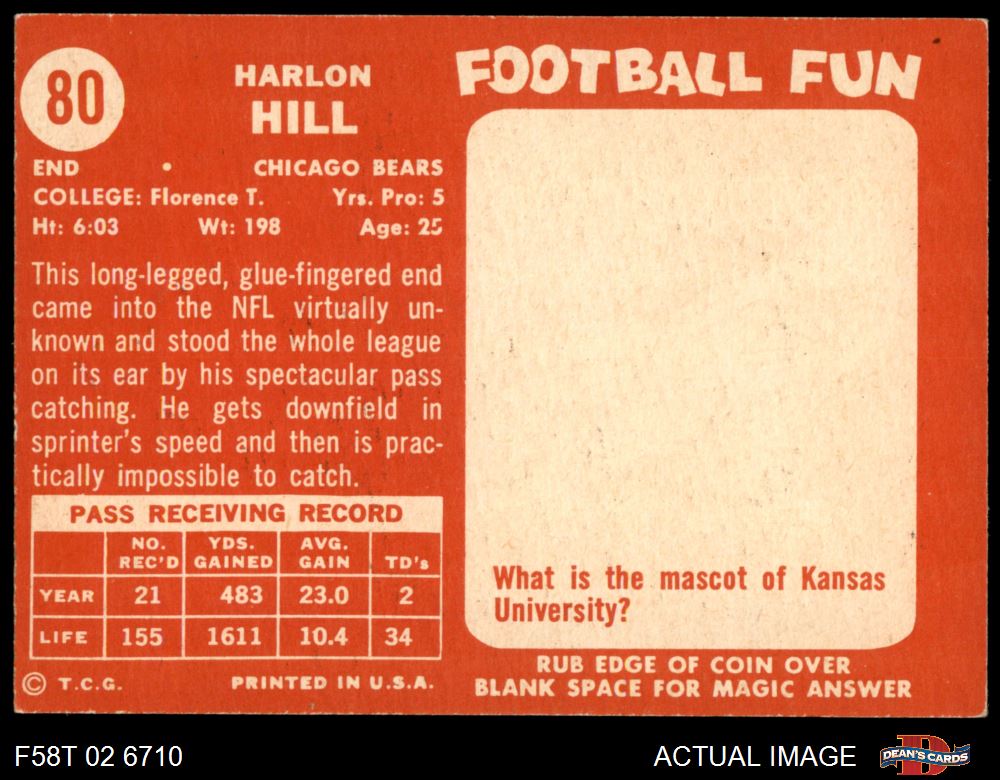 80
HARLON
HILL
END • CHICAGO BEARS
COLLEGE: Florence T. Yrs. Pro: 5
Ht: 6:03 Wt: 198 Age: 25
This long-legged, glue-fingered end
came into the NFL virtually un-
known and stood the whole league
on its ear by his spectacular pass
catching. He gets downfield in
sprinter's speed and then is prac-
tically impossible to catch.
PASS RECEIVING RECORD
NO. REC'D YDS. GAINED AVG. GAIN TD's
YEAR 21 483 23.0 2
LIFE 155 1611 10.4 34
© T.C.G. PRINTED IN U.S.A.
FOOTBALL FUN
What is the mascot of Kansas
University?
RUB EDGE OF COIN OVER
BLANK SPACE FOR MAGIC ANSWER
F58T 02 6710
ACTUAL IMAGE
DEAN'S CARDS